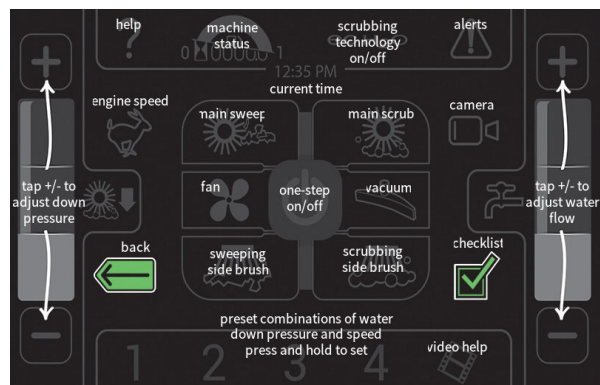 help
machine
status
scrubbing
technology
on/off
alerts
12:35 PM
current time
engine speed
main sweep
main scrub
camera
tap +/- to
adjust down
pressure
fan
one-step
on/off
vacuum
tap +/- to
adjust water
flow
back
sweeping
side brush
scrubbing
side brush
checklist
preset combinations of water
down pressure and speed
press and hold to set
video help
1 2 3 4